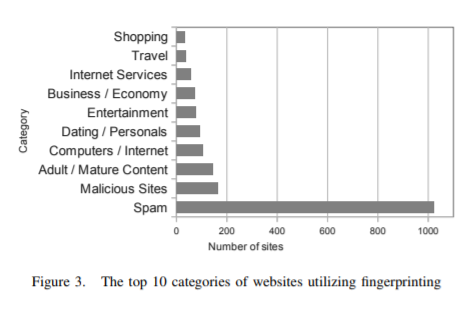 Category
Shopping
Travel
Internet Services
Business / Economy
Entertainment
Dating / Personals
Computers / Internet
Adult / Mature Content
Malicious Sites
Spam
0 200 400 600 800 1000
Number of sites
Figure 3. The top 10 categories of websites utilizing fingerprinting